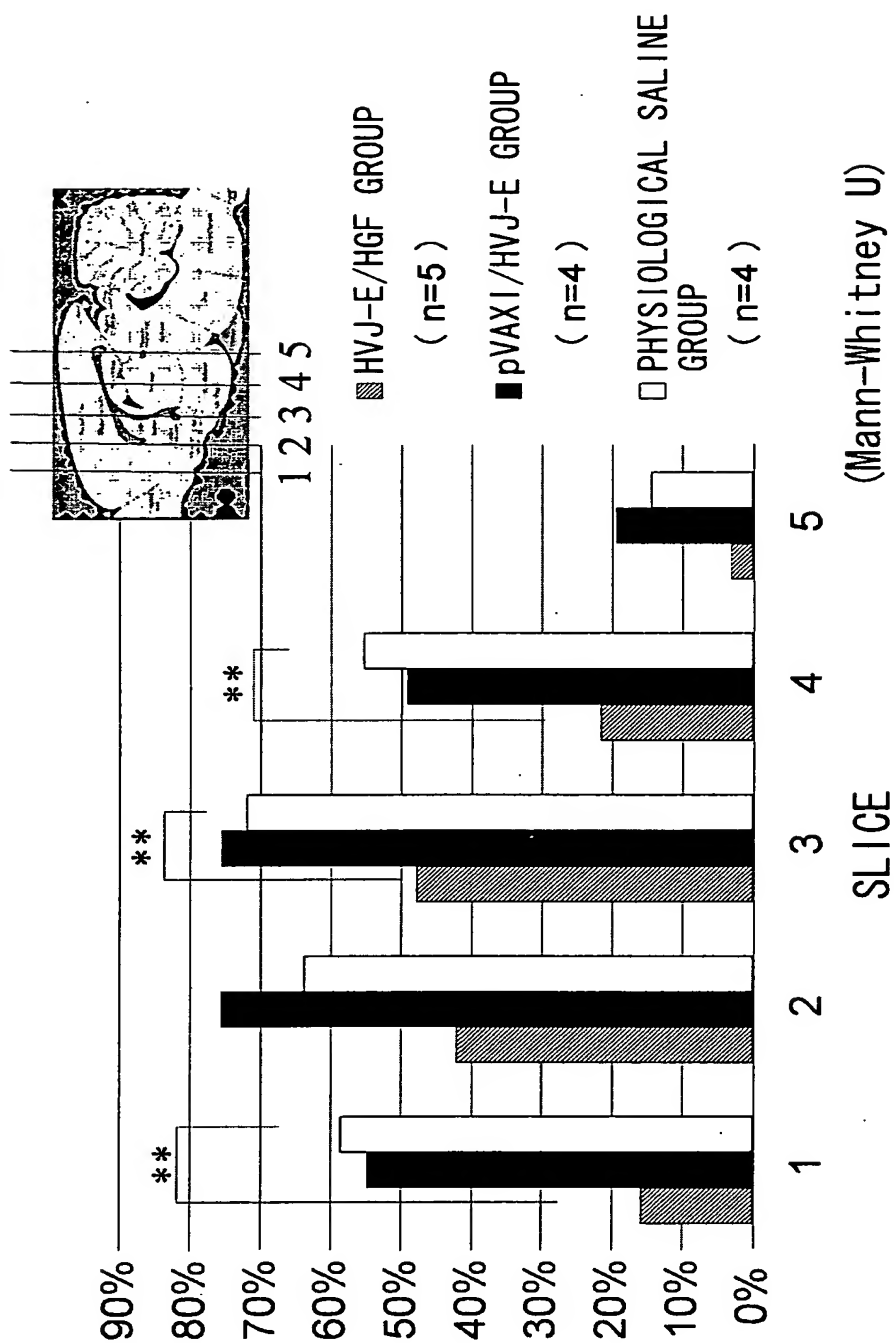 90%
80%
70%
60%
50%
40%
30%
20%
10%
0%
**
**
**
1 2 3 4 5
SLICE
1 2 3 4 5
HVJ-E/HGF GROUP
(n=5)
pVAXI/HVJ-E GROUP
(n=4)
PHYSIOLOGICAL SALINE
GROUP
(n=4)
(Mann-Whitney U)